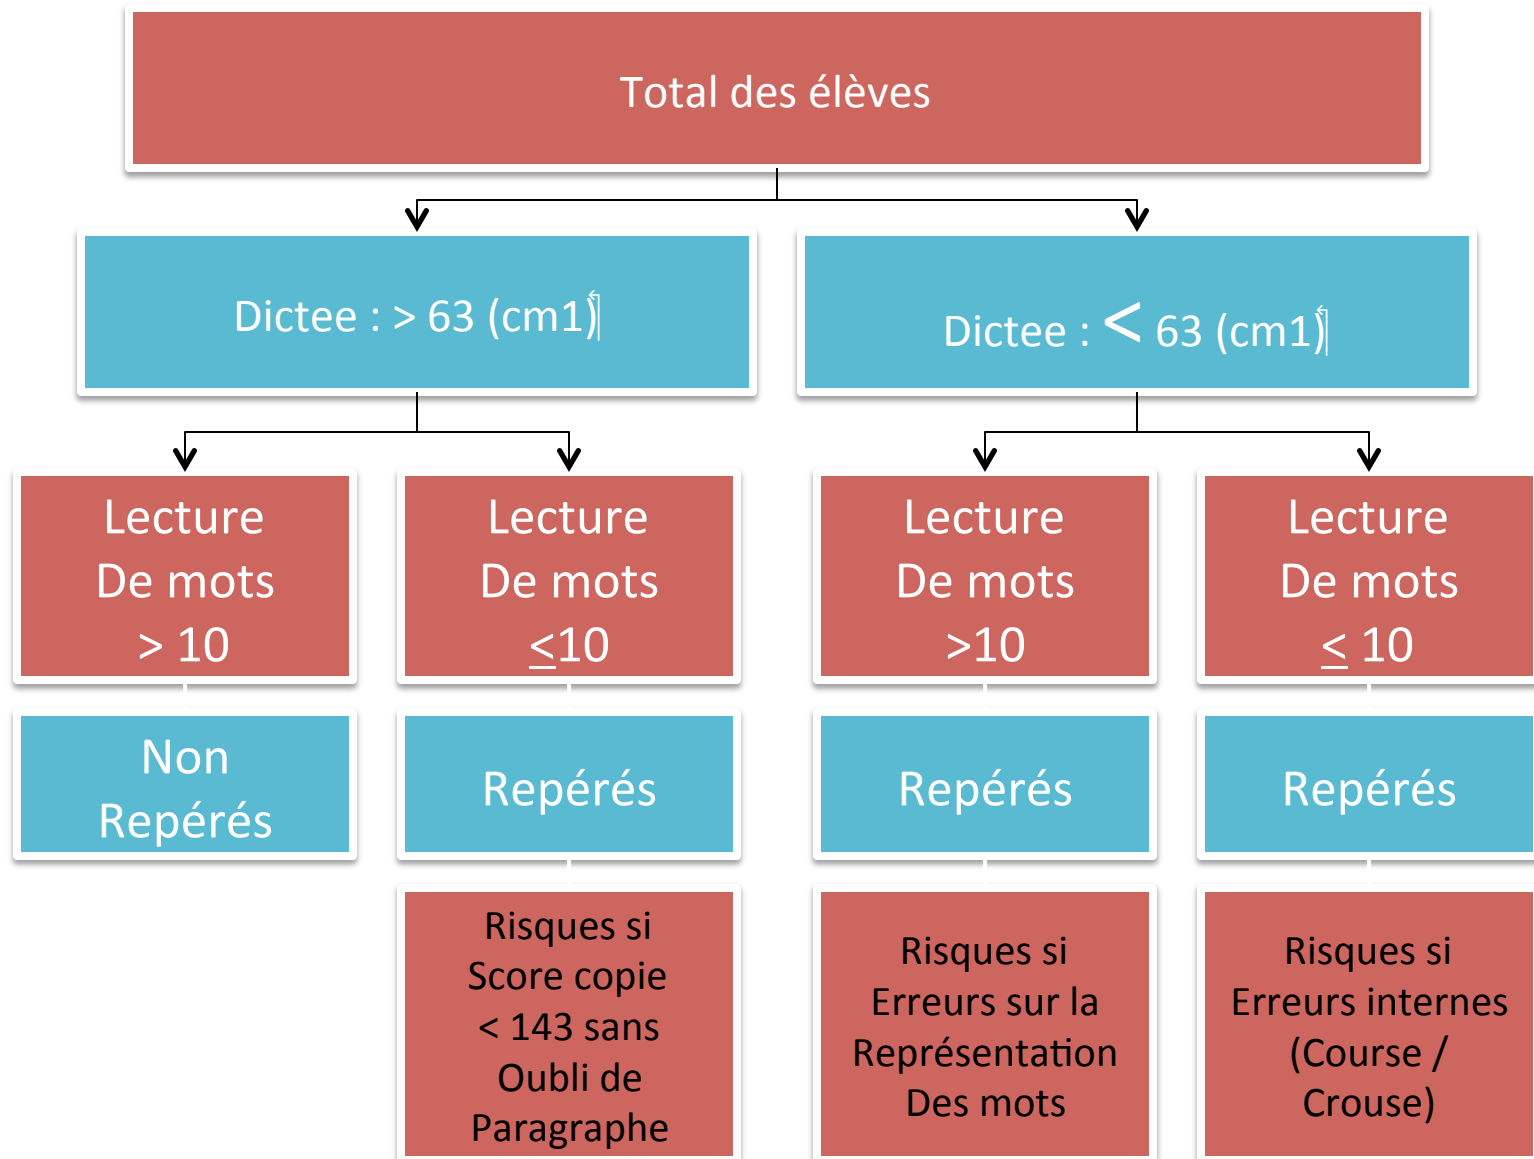 Total des élèves
Dictee : > 63 (cm1)
Dictee : < 63 (cm1)
Lecture
De mots
> 10
Lecture
De mots
≤10
Lecture
De mots
>10
Lecture
De mots
≤ 10
Non
Repérés
Repérés
Repérés
Repérés
Risques si
Score copie
< 143 sans
Oubli de
Paragraphe
Risques si
Erreurs sur la
Représentation
Des mots
Risques si
Erreurs internes
(Course /
Crouse)